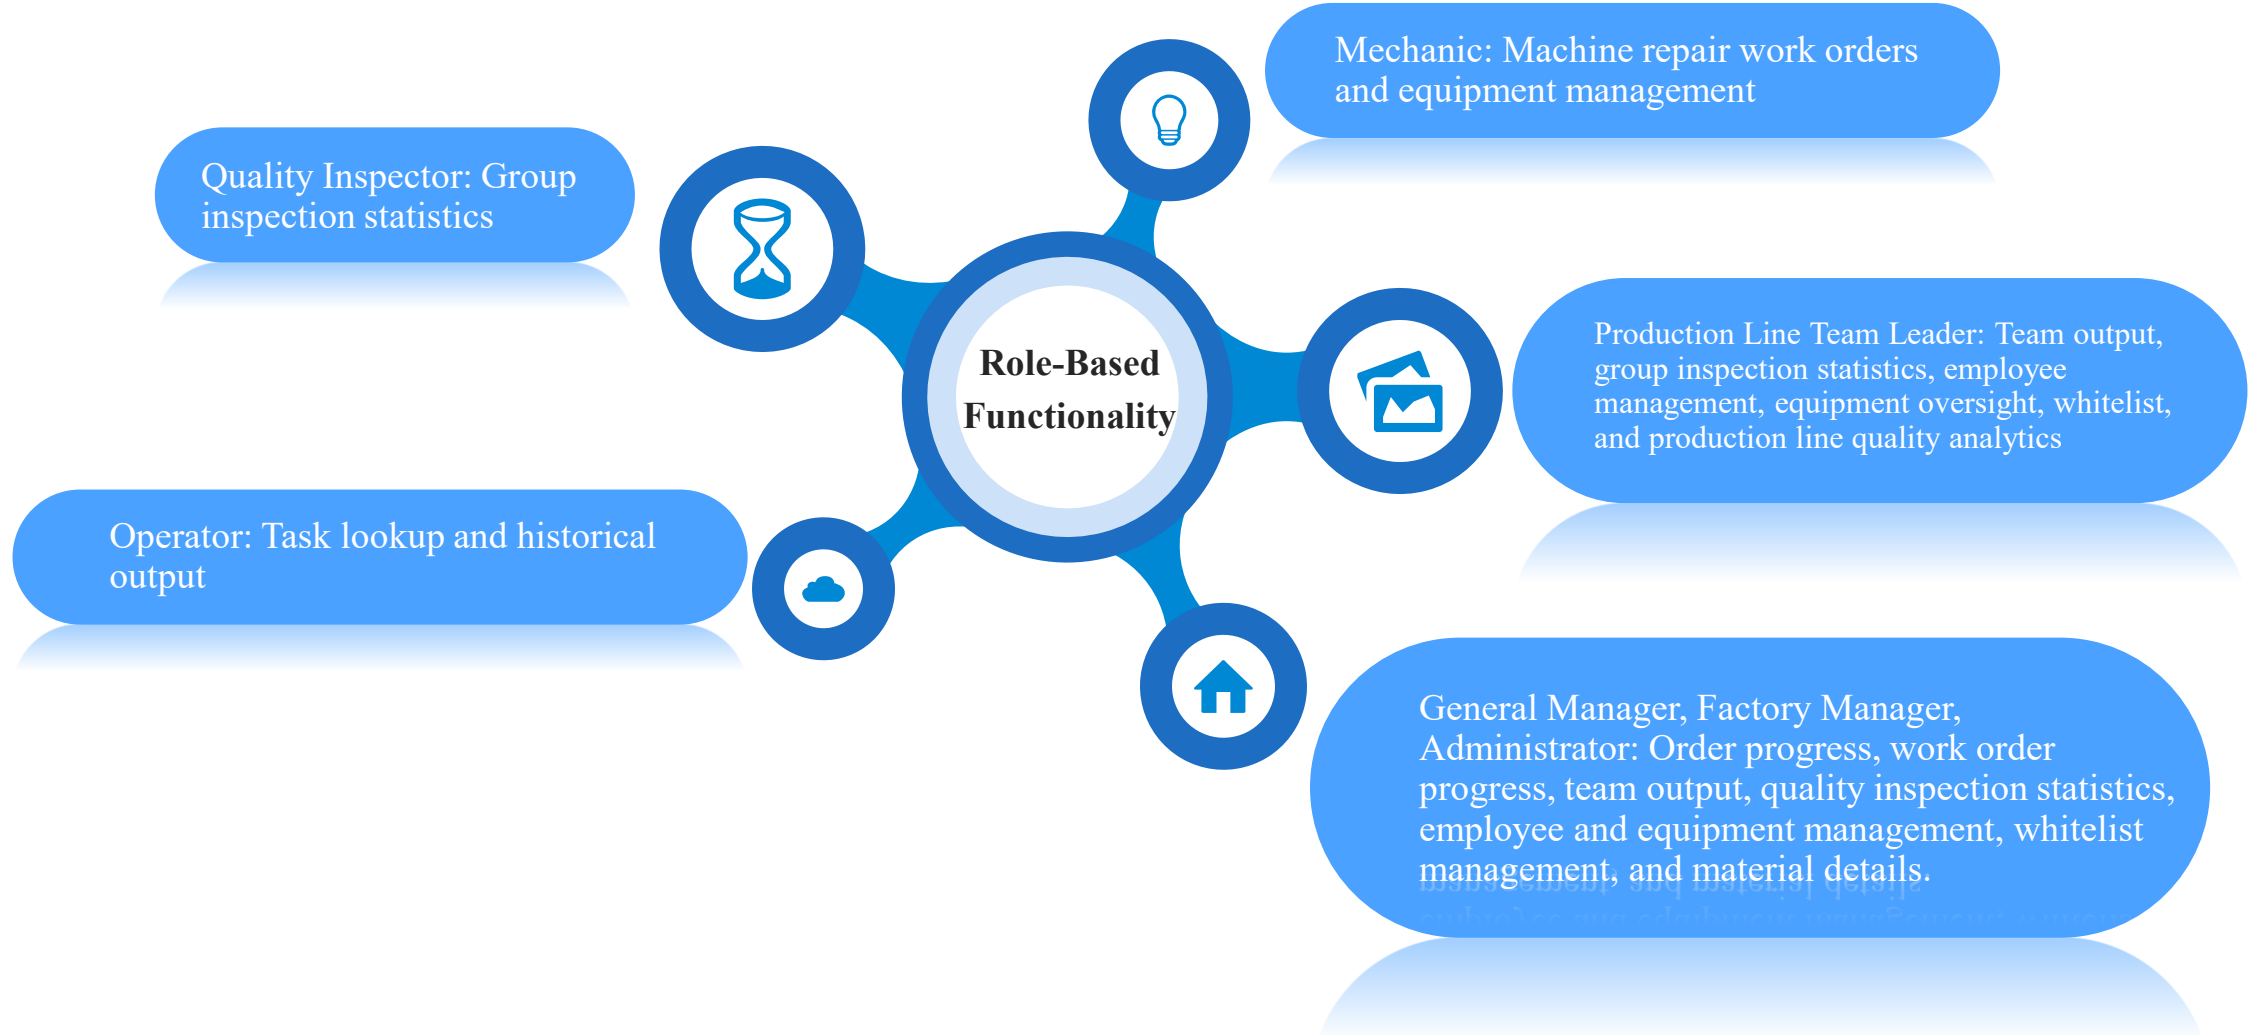 Mechanic: Machine repair work orders
and equipment management
Quality Inspector: Group
inspection statistics
Role-Based
Functionality
Production Line Team Leader: Team output,
group inspection statistics, employee
management, equipment oversight, whitelist,
and production line quality analytics
Operator: Task lookup and historical
output
General Manager, Factory Manager,
Administrator: Order progress, work order
progress, team output, quality inspection statistics,
employee and equipment management, whitelist
management, and material details.